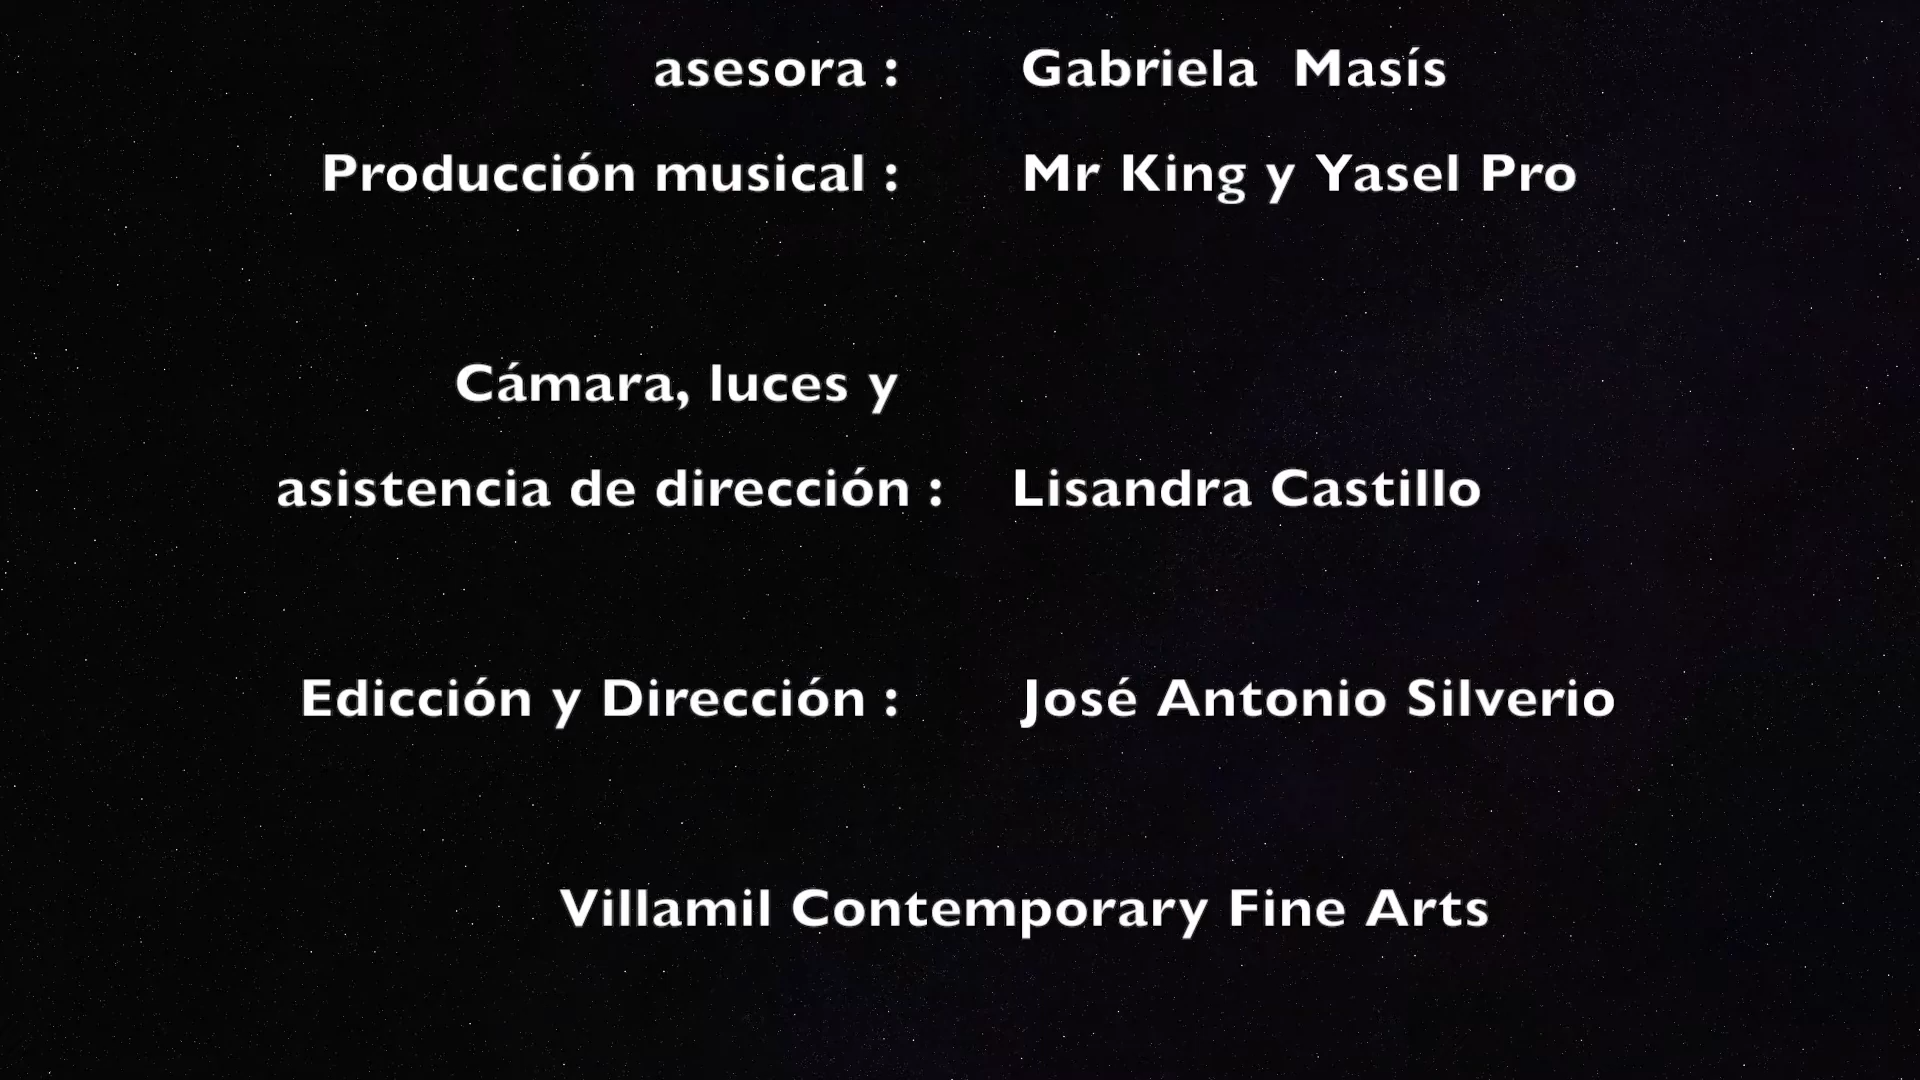 asesora : Gabriela Masís
Producción musical : Mr King y Yasel Pro
Cámara, luces y
asistencia de dirección : Lisandra Castillo
Edicción y Dirección : José Antonio Silverio
Villamil Contemporary Fine Arts